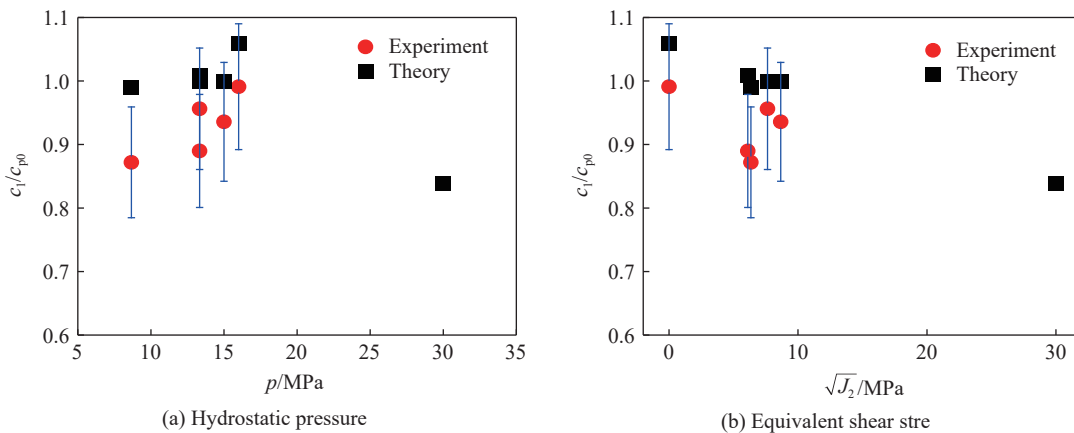 1.1
1.0
0.9
0.8
0.7
0.6
c₁/cₚ₀
Experiment
Theory
5 10 15 20 25 30 35
p/MPa
(a) Hydrostatic pressure
1.1
1.0
0.9
0.8
0.7
0.6
c₁/cₚ₀
Experiment
Theory
0 10 20 30
√J₂/MPa
(b) Equivalent shear stre